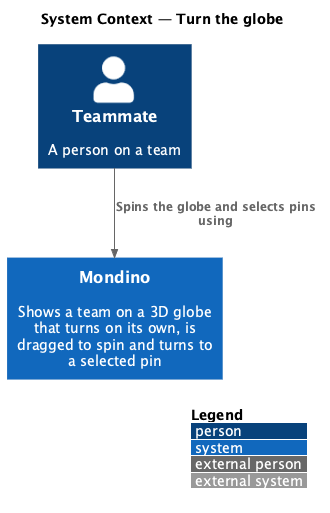 System Context — Turn the globe
Teammate
A person on a team
Spins the globe and selects pins
using
Mondino
Shows a team on a 3D globe
that turns on its own, is
dragged to spin and turns to
a selected pin
Legend
person
system
external person
external system